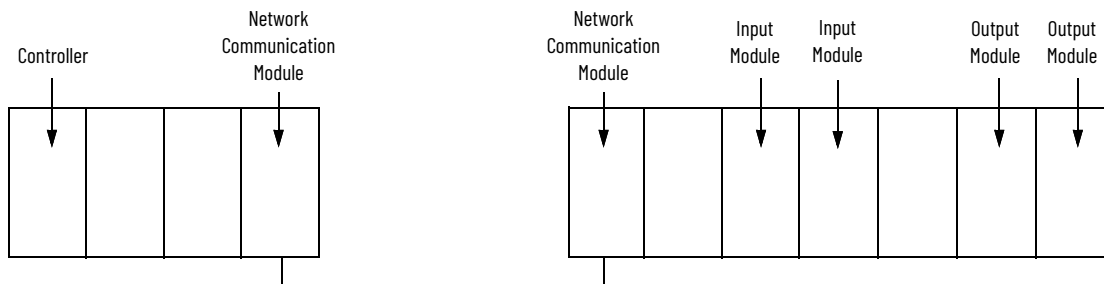 Controller
Network
Communication
Module
Network
Communication
Module
Input
Module
Input
Module
Output
Module
Output
Module